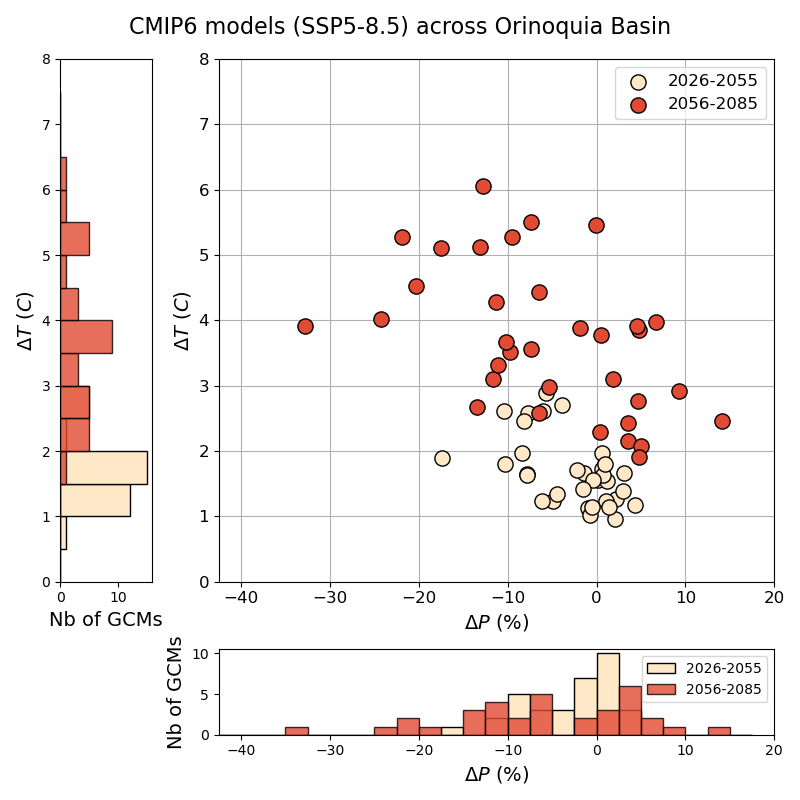 CMIP6 models (SSP5-8.5) across Orinoquia Basin
8
7
6
5
4
3
2
1
0
ΔT (C)
0 10
Nb of GCMs
8
7
6
5
4
3
2
1
0
ΔT (C)
2026-2055
2056-2085
−40 −30 −20 −10 0 10 20
ΔP (%)
10
5
0
Nb of GCMs
2026-2055
2056-2085
−40 −30 −20 −10 0 10 20
ΔP (%)